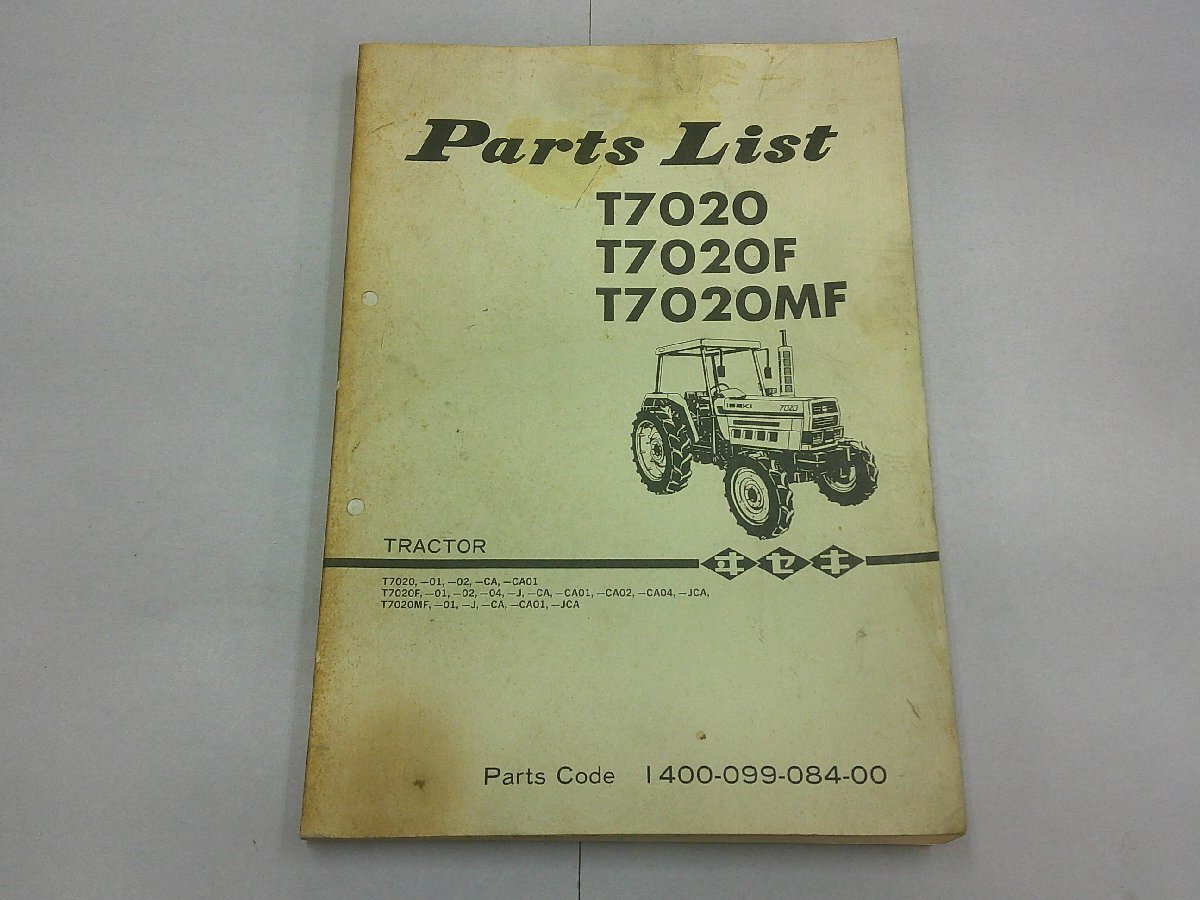 Parts List
T7020
T7020F
T7020MF
ISEKI 7020
TRACTOR
ヰセキ
T7020, -01, -02, -CA, -CA01
T7020F, -01, -02, -04, -J, -CA, -CA01, -CA02, -CA04, -JCA,
T7020MF, -01, -J, -CA, -CA01, -JCA
Parts Code 1400-099-084-00